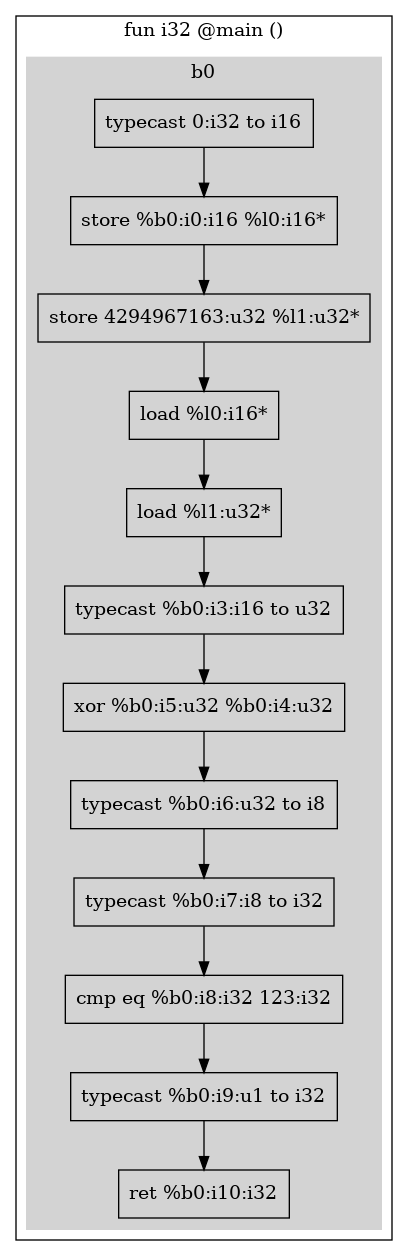 fun i32 @main ()
b0
typecast 0:i32 to i16
store %b0:i0:i16 %l0:i16*
store 4294967163:u32 %l1:u32*
load %l0:i16*
load %l1:u32*
typecast %b0:i3:i16 to u32
xor %b0:i5:u32 %b0:i4:u32
typecast %b0:i6:u32 to i8
typecast %b0:i7:i8 to i32
cmp eq %b0:i8:i32 123:i32
typecast %b0:i9:u1 to i32
ret %b0:i10:i32